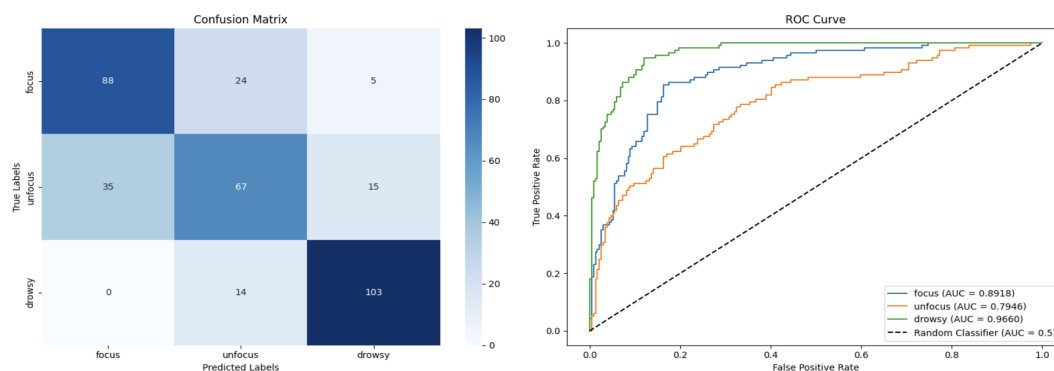 Confusion Matrix
True Labels
focus
unfocus
drowsy
88 24 5
35 67 15
0 14 103
focus unfocus drowsy
Predicted Labels
100
80
60
40
20
0
ROC Curve
True Positive Rate
1.0
0.8
0.6
0.4
0.2
0.0
focus (AUC = 0.8918)
unfocus (AUC = 0.7946)
drowsy (AUC = 0.9660)
Random Classifier (AUC = 0.5)
0.0 0.2 0.4 0.6 0.8 1.0
False Positive Rate